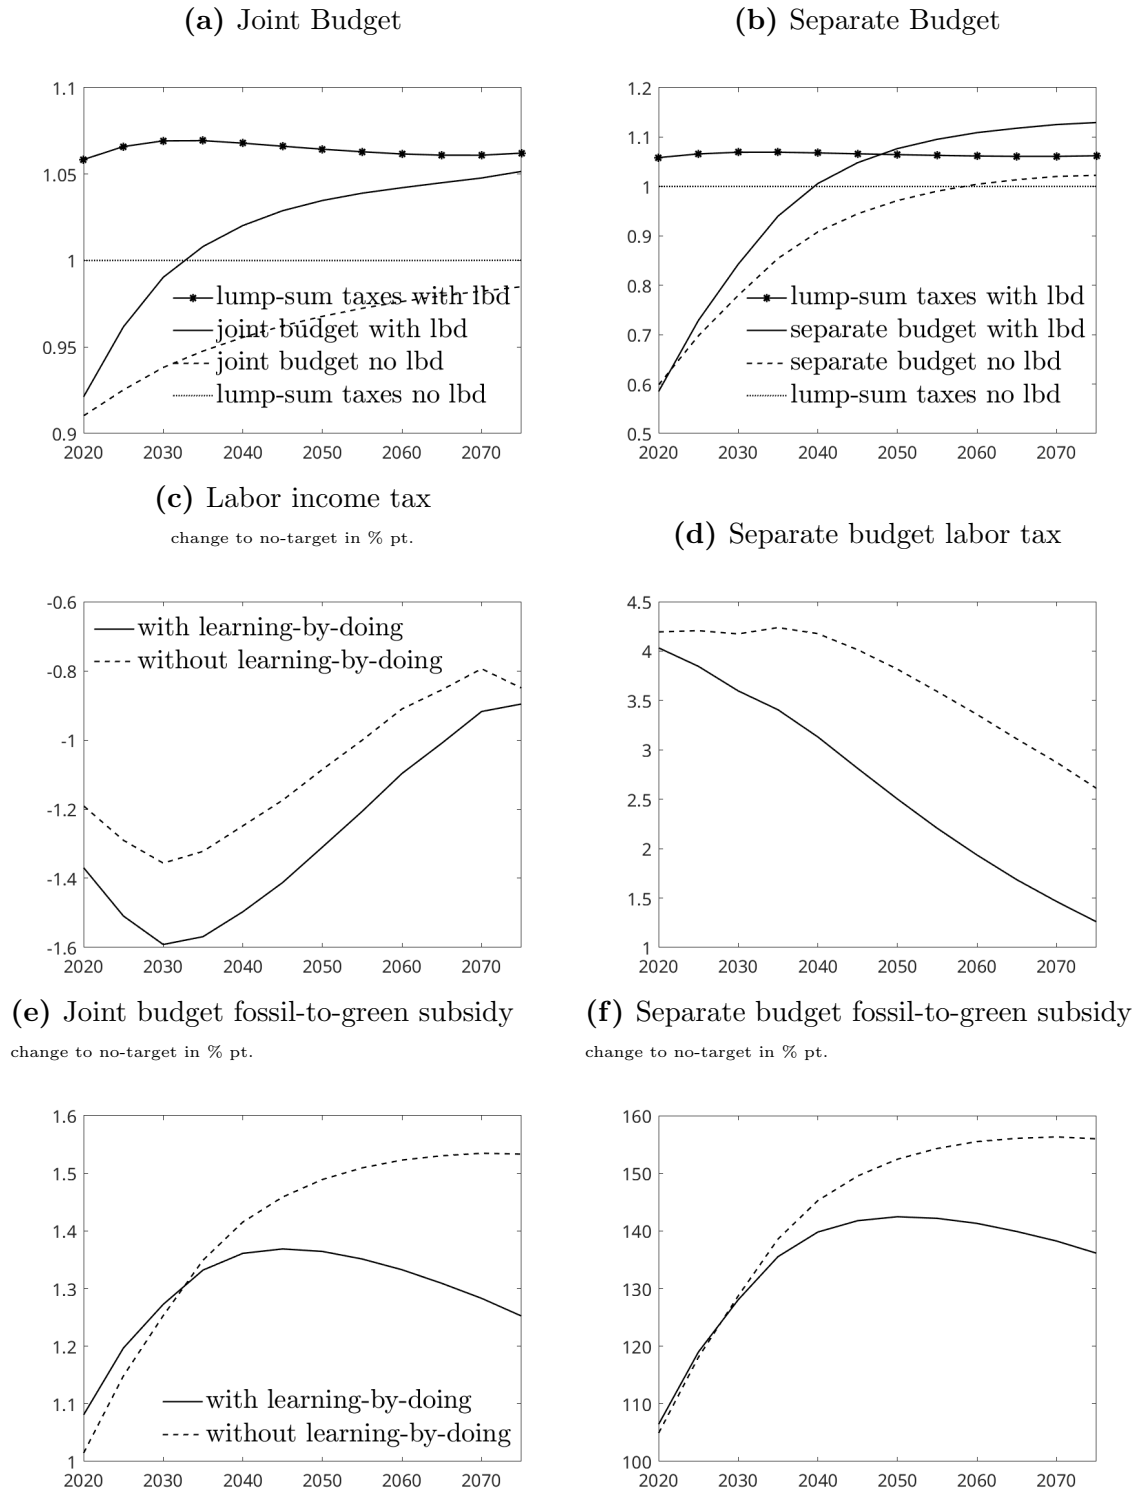 (a) Joint Budget
1.1
1.05
1
0.95
0.9
2020 2030 2040 2050 2060 2070
lump-sum taxes with lbd
joint budget with lbd
joint budget no lbd
lump-sum taxes no lbd
(b) Separate Budget
1.2
1.1
1
0.9
0.8
0.7
0.6
0.5
2020 2030 2040 2050 2060 2070
lump-sum taxes with lbd
separate budget with lbd
separate budget no lbd
lump-sum taxes no lbd
(c) Labor income tax
change to no-target in % pt.
-0.6
-0.8
-1
-1.2
-1.4
-1.6
2020 2030 2040 2050 2060 2070
with learning-by-doing
without learning-by-doing
(d) Separate budget labor tax
4.5
4
3.5
3
2.5
2
1.5
1
2020 2030 2040 2050 2060 2070
(e) Joint budget fossil-to-green subsidy
change to no-target in % pt.
1.6
1.5
1.4
1.3
1.2
1.1
1
2020 2030 2040 2050 2060 2070
with learning-by-doing
without learning-by-doing
(f) Separate budget fossil-to-green subsidy
change to no-target in % pt.
160
150
140
130
120
110
100
2020 2030 2040 2050 2060 2070